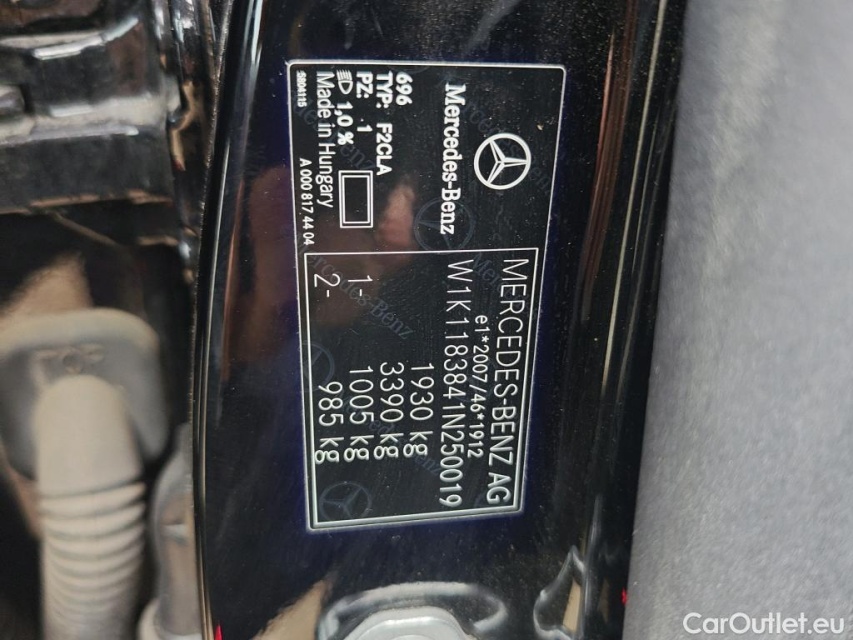 Mercedes-Benz
696
TYP: F2CLA
PZ: 1
1,0 %
Made in Hungary
5804115
A 000 817 44 04
MERCEDES-BENZ AG
e1*2007/46*1912
W1K1183841N250019
1930 kg
3390 kg
1- 1005 kg
2- 985 kg
CarOutlet.eu